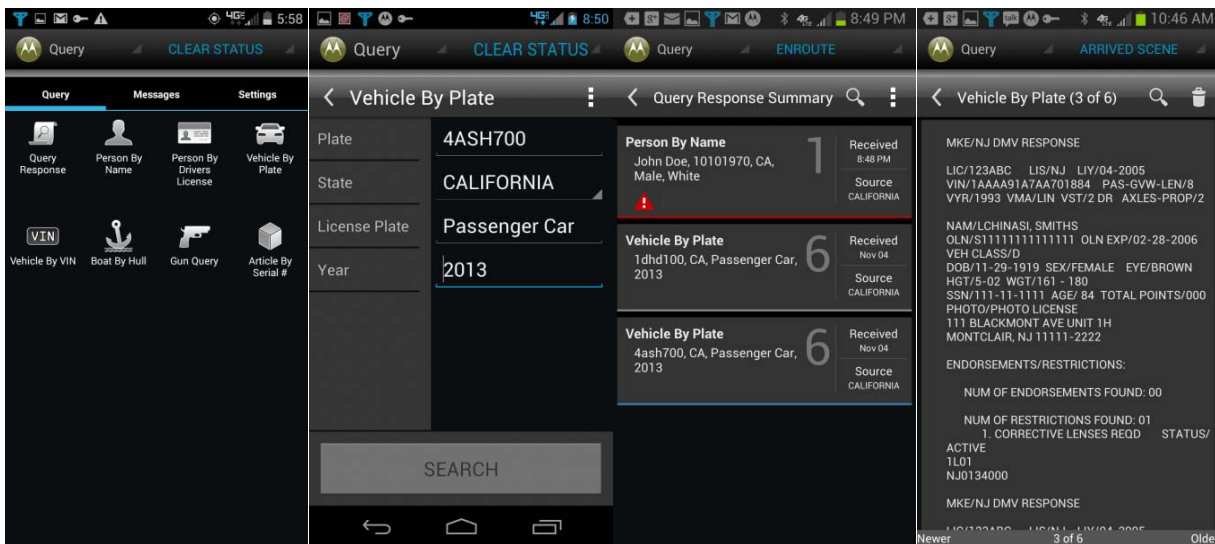 4G 5:58
Query CLEAR STATUS
Query Messages Settings
Query Response
Person By Name
Person By Drivers License
Vehicle By Plate
VIN
Vehicle By VIN
Boat By Hull
Gun Query
Article By Serial #
4G 8:50
Query CLEAR STATUS
Vehicle By Plate
Plate 4ASH700
State CALIFORNIA
License Plate Passenger Car
Year 2013
SEARCH
8:49 PM
Query ENROUTE
Query Response Summary
Person By Name
John Doe, 10101970, CA,
Male, White
1
Received
8:48 PM
Source
CALIFORNIA
Vehicle By Plate
1dhd100, CA, Passenger Car,
2013
6
Received
Nov 04
Source
CALIFORNIA
Vehicle By Plate
4ash700, CA, Passenger Car,
2013
6
Received
Nov 04
Source
CALIFORNIA
talk 10:46 AM
Query ARRIVED SCENE
Vehicle By Plate (3 of 6)
MKE/NJ DMV RESPONSE
LIC/123ABC LIS/NJ LIY/04-2005
VIN/1AAAA91A7AA701884 PAS-GVW-LEN/8
VYR/1993 VMA/LIN VST/2 DR AXLES-PROP/2
NAM/LCHINASI, SMITHS
OLN/S11111111111111 OLN EXP/02-28-2006
VEH CLASS/D
DOB/11-29-1919 SEX/FEMALE EYE/BROWN
HGT/5-02 WGT/161 - 180
SSN/111-11-1111 AGE/ 84 TOTAL POINTS/000
PHOTO/PHOTO LICENSE
111 BLACKMONT AVE UNIT 1H
MONTCLAIR, NJ 11111-2222
ENDORSEMENTS/RESTRICTIONS:
NUM OF ENDORSEMENTS FOUND: 00
NUM OF RESTRICTIONS FOUND: 01
1. CORRECTIVE LENSES REQD STATUS/
ACTIVE
1L01
NJ0134000
MKE/NJ DMV RESPONSE
LIC/123ABC LIS/NJ LIY/04-2005
Newer 3 of 6 Olde